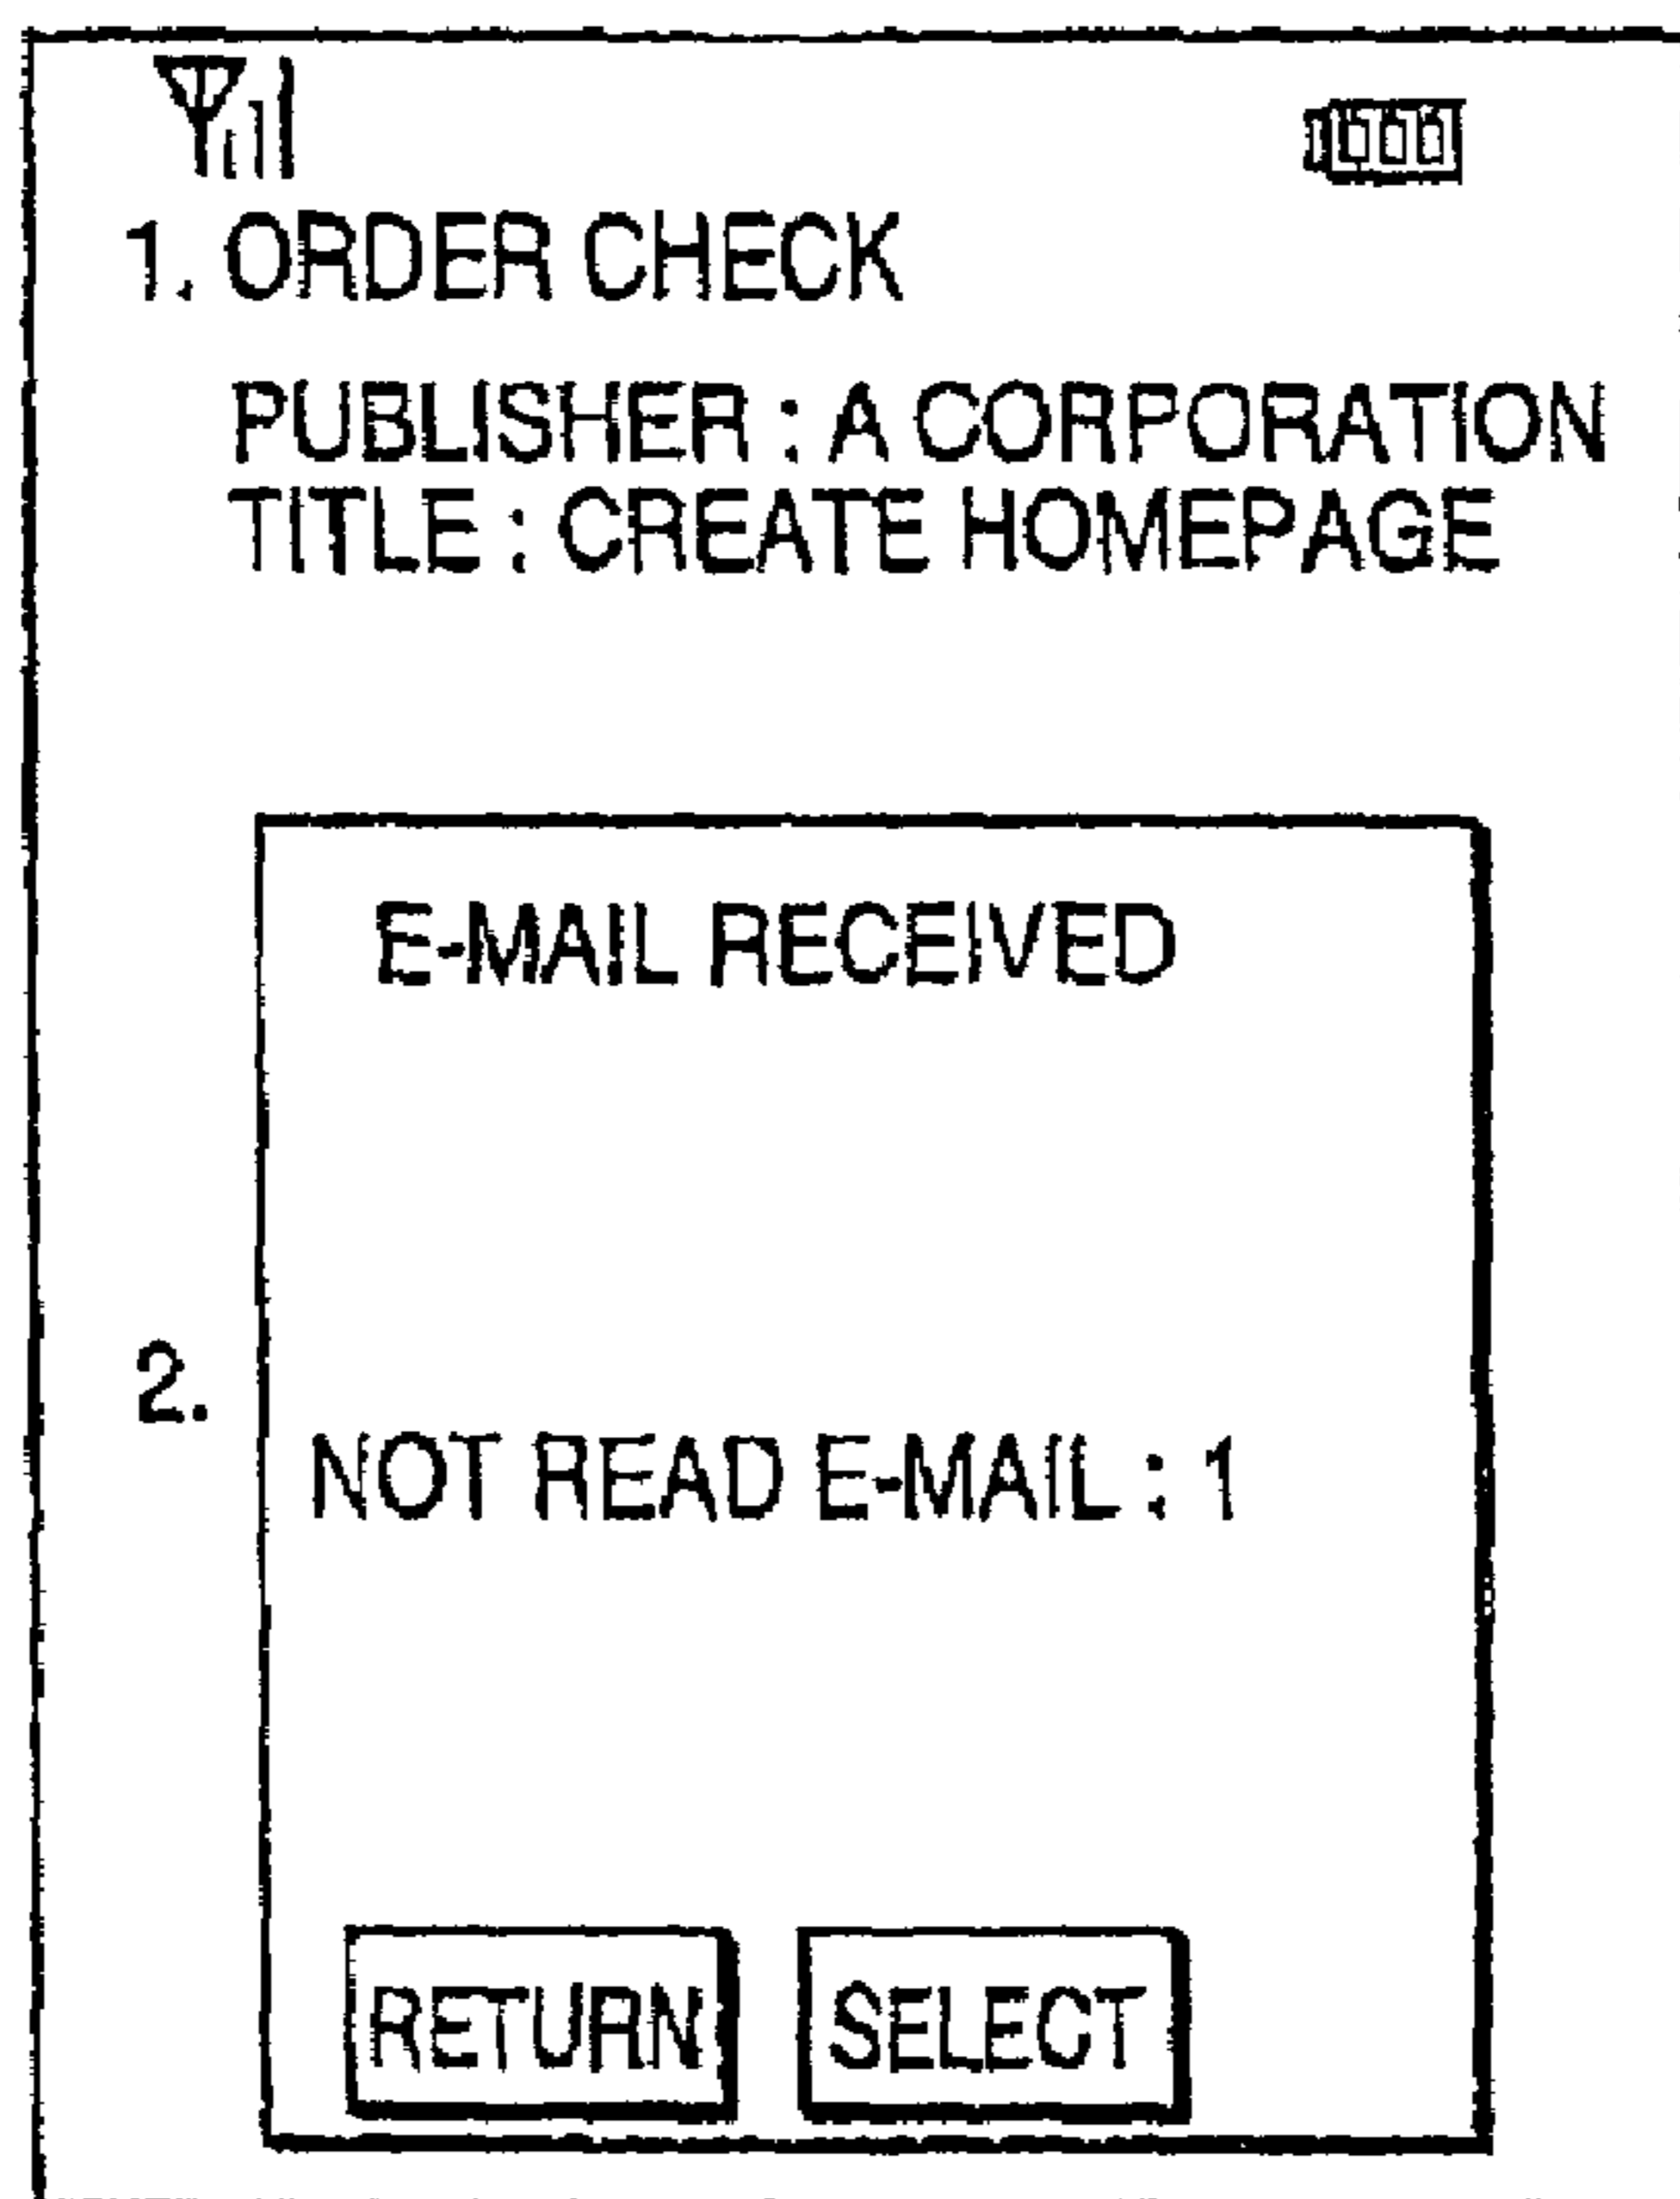 1. ORDER CHECK
PUBLISHER : A CORPORATION
TITLE : CREATE HOMEPAGE
E-MAIL RECEIVED
2.
NOT READ E-MAIL : 1
RETURN SELECT